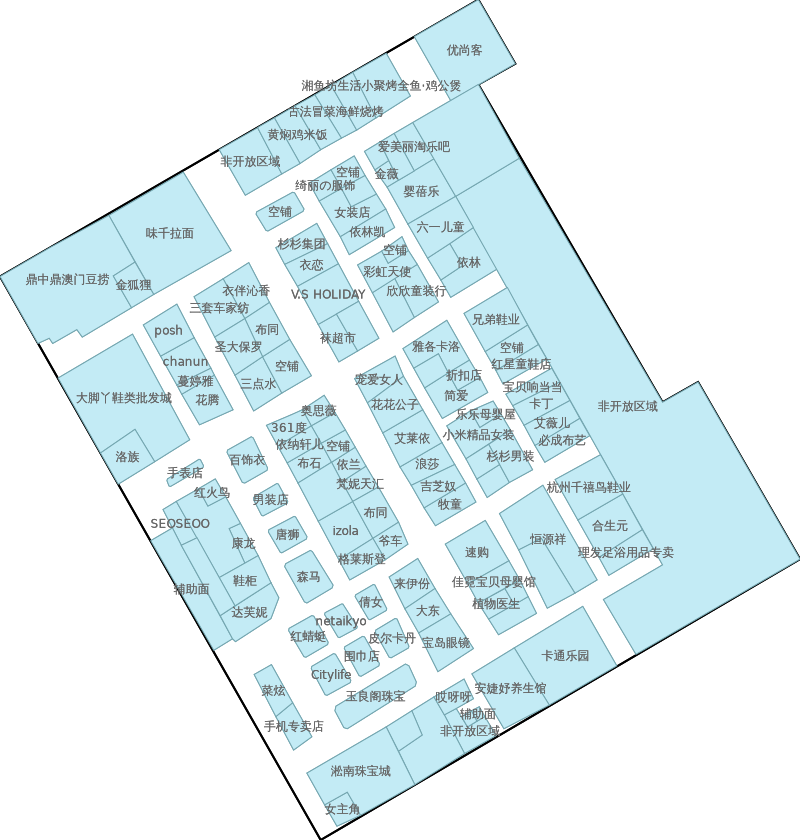 优尚客
湘鱼坊生活小聚烤全鱼·鸡公煲
古法冒菜海鲜烧烤
黄焖鸡米饭
非开放区域
爱美丽淘乐吧
空铺
金薇
绮丽の服饰
婴蓓乐
空铺
女装店
味千拉面
六一儿童
依林凯
杉杉集团
空铺
依林
衣恋
彩虹天使
鼎中鼎澳门豆捞
金狐狸
衣伴沁香
V.S HOLIDAY
欣欣童装行
三套车家纺
兄弟鞋业
posh
布同
袜超市
雅各卡洛
空铺
圣大保罗
chanun
红星童鞋店
空铺
蔓婷雅
三点水
宠爱女人
折扣店
宝贝响当当
大脚丫鞋类批发城
花腾
简爱
花花公子
卡丁
非开放区域
奥思薇
乐乐母婴屋
361度
艾薇儿
小米精品女装
艾莱依
必成布艺
依纳轩儿
空铺
洛族
百饰衣
布石
依兰
浪莎
杉杉男装
手表店
梵妮天汇
吉芝奴
杭州千禧鸟鞋业
红火鸟
男装店
牧童
布同
SEOSEOO
合生元
唐狮
izola
爷车
恒源祥
康龙
速购
理发足浴用品专卖
格莱斯登
鞋柜
森马
来伊份
佳霓宝贝母婴馆
辅助面
倩女
植物医生
达芙妮
大东
netaikyo
红蜻蜓
皮尔卡丹
宝岛眼镜
围巾店
卡通乐园
Citylife
菜炫
安婕妤养生馆
玉良阁珠宝
哎呀呀
辅助面
手机专卖店
非开放区域
淞南珠宝城
女主角